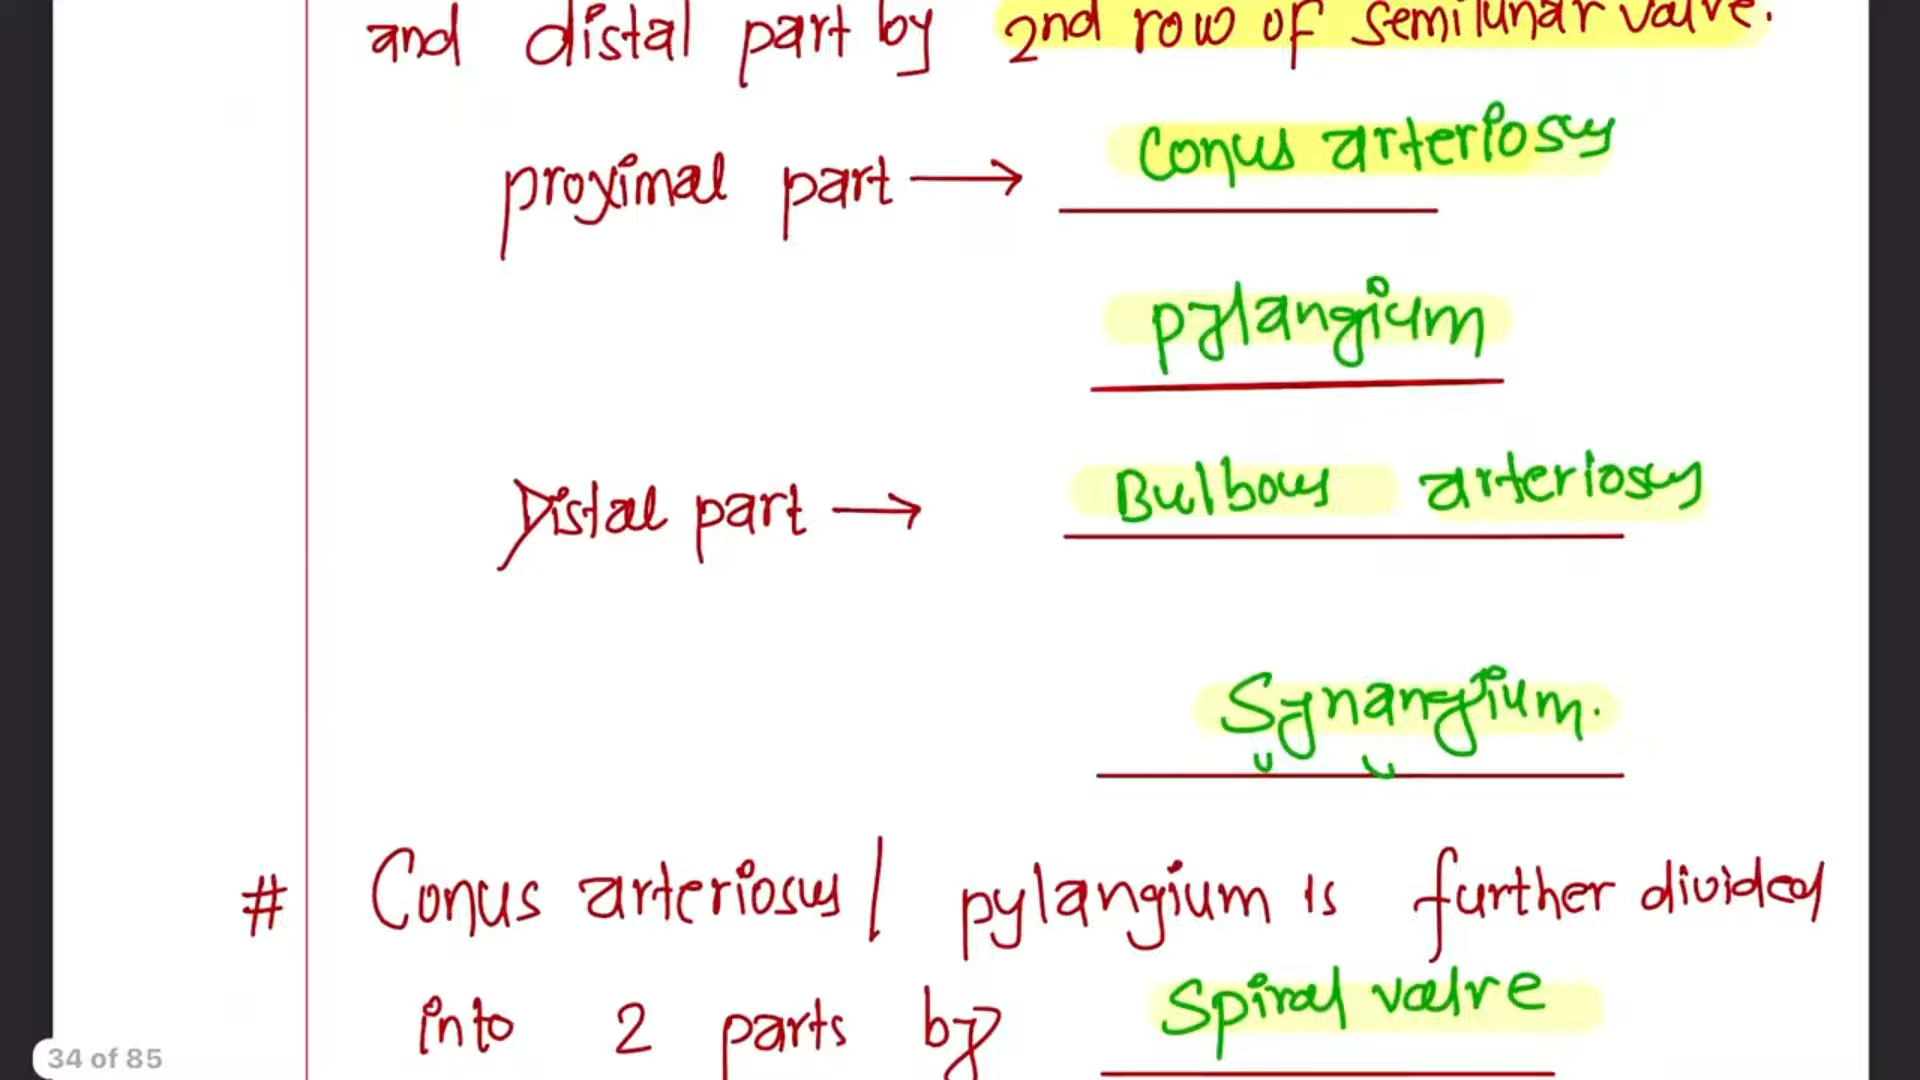 and distal part by 2nd row of semilunar valve.
proximal part → Conus arteriosus
pylangium
Distal part → Bulbous arteriosus
Synangium.
# Conus arteriosus / pylangium is further divided
into 2 parts by Spiral valve
34 of 85